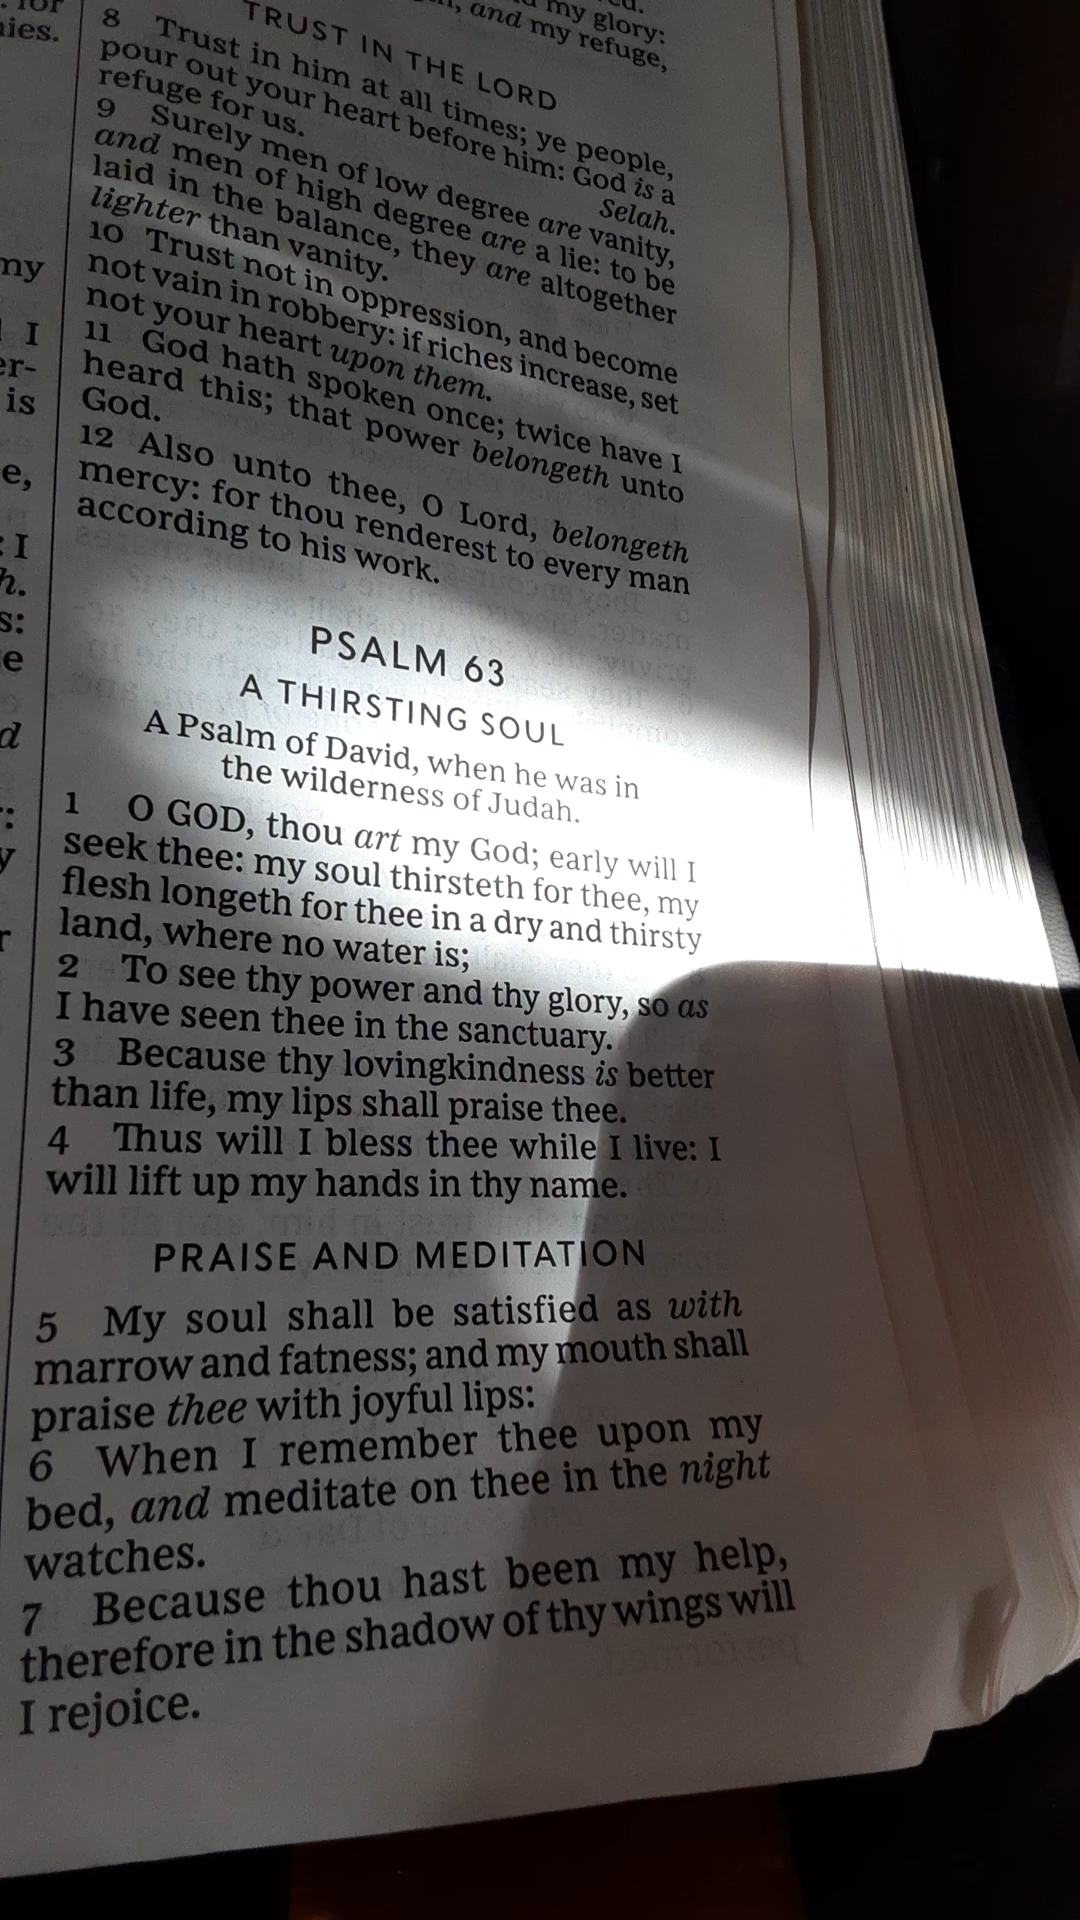 my glory:
and my refuge,
TRUST IN THE LORD
8 Trust in him at all times; ye people,
pour out your heart before him: God is a
refuge for us. Selah.
9 Surely men of low degree are vanity,
and men of high degree are a lie: to be
laid in the balance, they are altogether
lighter than vanity.
10 Trust not in oppression, and become
not vain in robbery: if riches increase, set
not your heart upon them.
11 God hath spoken once; twice have I
heard this; that power belongeth unto
God.
12 Also unto thee, O Lord, belongeth
mercy: for thou renderest to every man
according to his work.
PSALM 63
A THIRSTING SOUL
A Psalm of David, when he was in
the wilderness of Judah.
1 O GOD, thou art my God; early will I
seek thee: my soul thirsteth for thee, my
flesh longeth for thee in a dry and thirsty
land, where no water is;
2 To see thy power and thy glory, so as
I have seen thee in the sanctuary.
3 Because thy lovingkindness is better
than life, my lips shall praise thee.
4 Thus will I bless thee while I live: I
will lift up my hands in thy name.
PRAISE AND MEDITATION
5 My soul shall be satisfied as with
marrow and fatness; and my mouth shall
praise thee with joyful lips:
6 When I remember thee upon my
bed, and meditate on thee in the night
watches.
7 Because thou hast been my help,
therefore in the shadow of thy wings will
I rejoice.